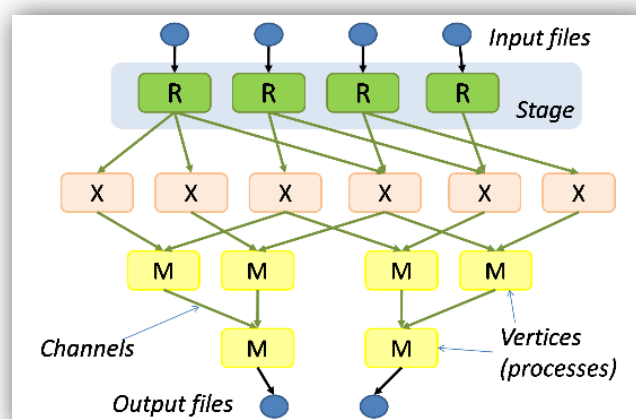 Input files
R R R R
Stage
X X X X X X
M M M M
Channels
M M
Vertices
(processes)
Output files